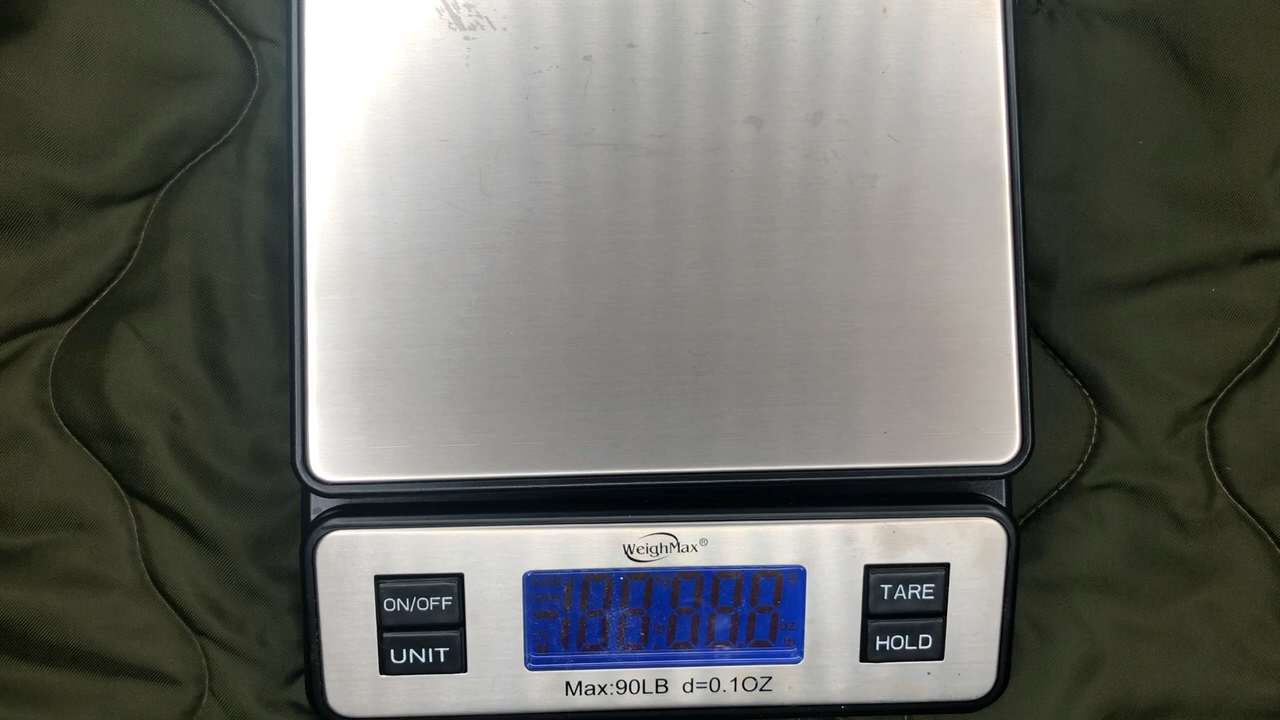 WeighMax®
ON/OFF
UNIT
TARE
HOLD
Max:90LB d=0.1OZ